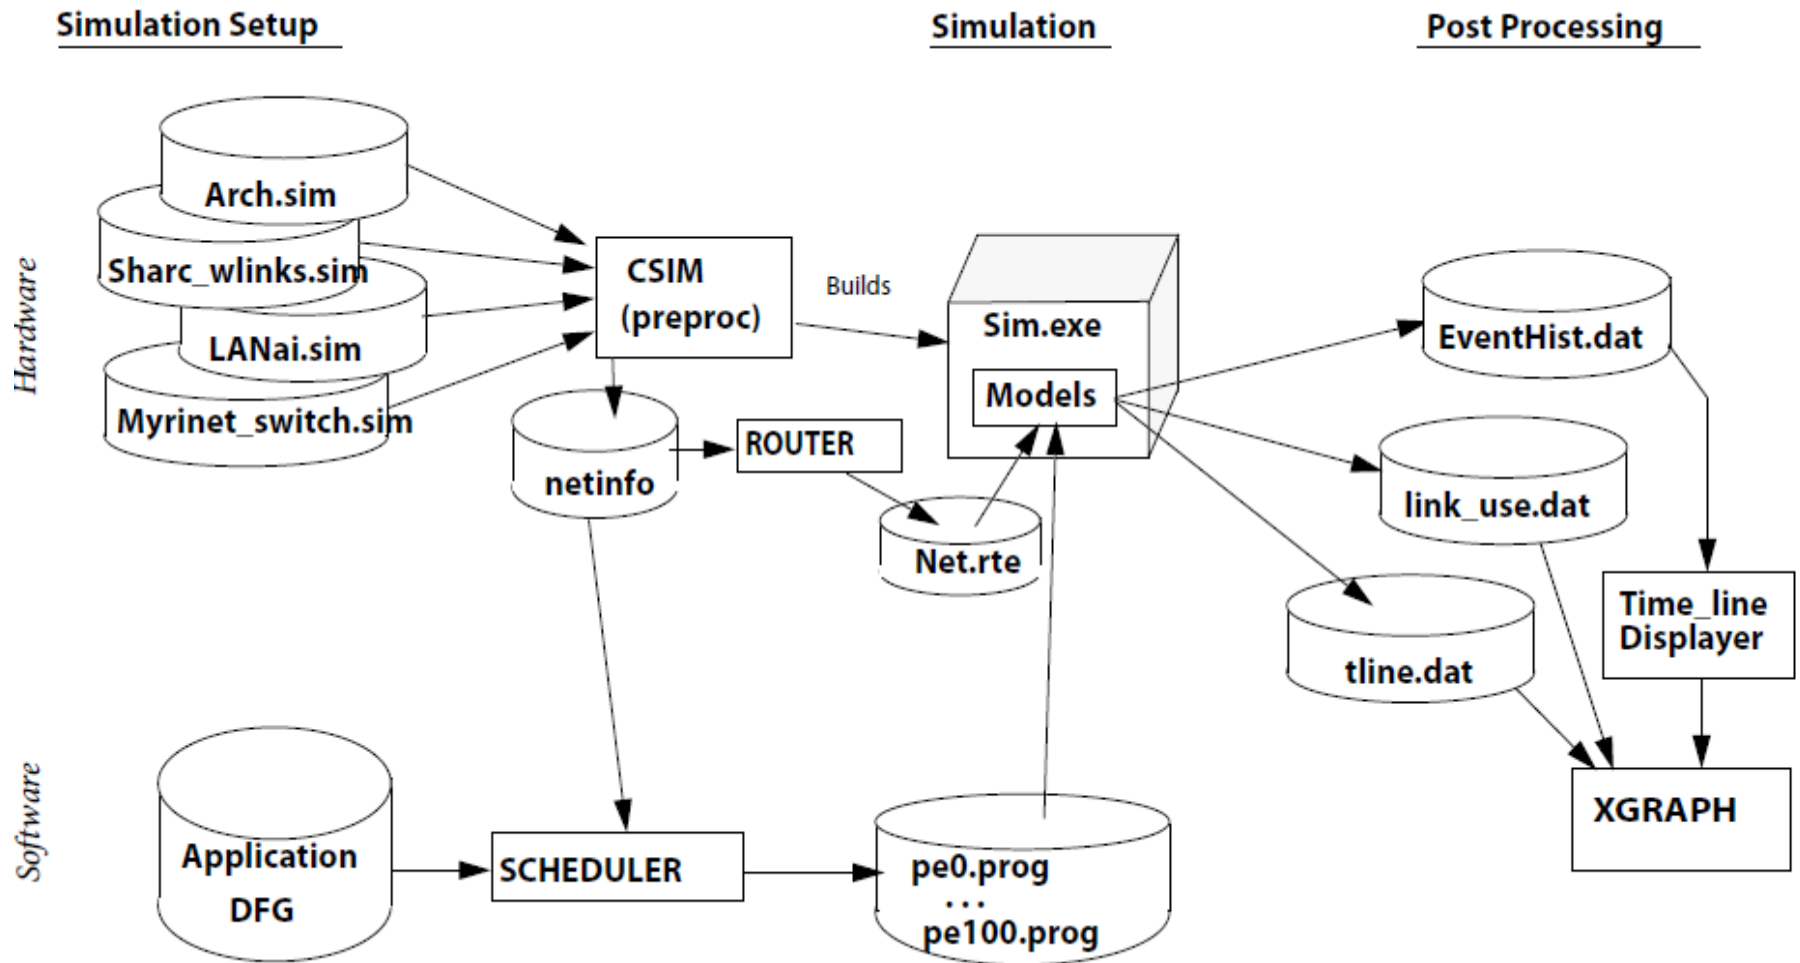 Simulation Setup
Simulation
Post Processing
Hardware
Arch.sim
Sharc_wlinks.sim
LANai.sim
Myrinet_switch.sim
CSIM
(preproc)
Builds
Sim.exe
Models
EventHist.dat
netinfo
ROUTER
Net.rte
link_use.dat
tline.dat
Time_line
Displayer
Software
Application
DFG
SCHEDULER
pe0.prog
...
pe100.prog
XGRAPH